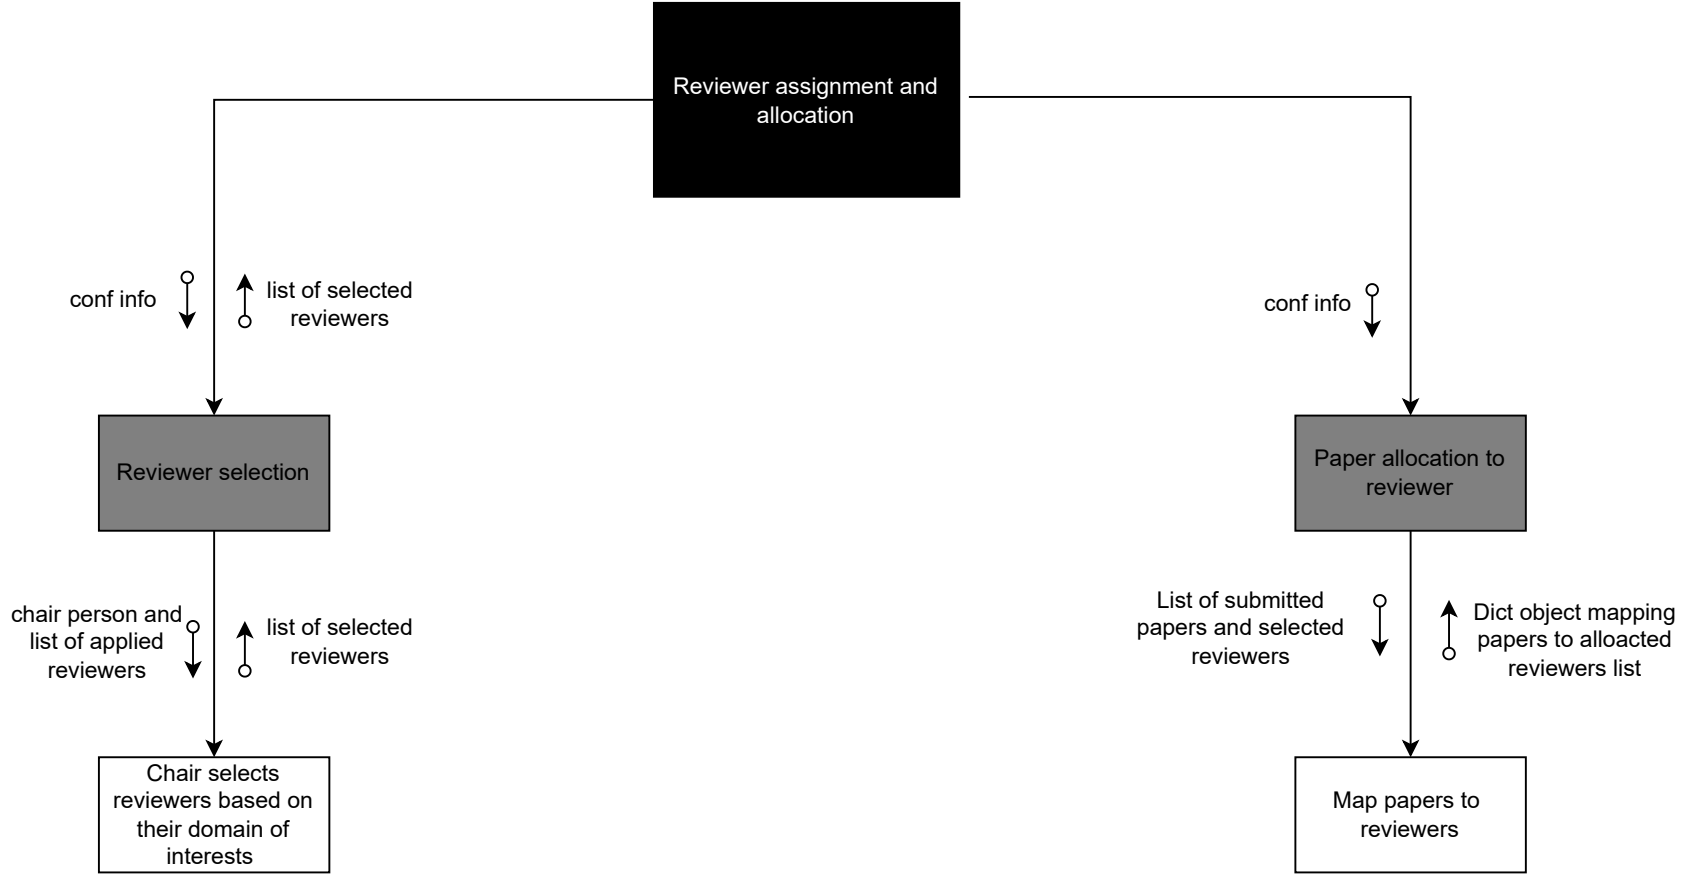 Reviewer assignment and
allocation
conf info
list of selected
reviewers
conf info
Reviewer selection
Paper allocation to
reviewer
chair person and
list of applied
reviewers
list of selected
reviewers
List of submitted
papers and selected
reviewers
Dict object mapping
papers to alloacted
reviewers list
Chair selects
reviewers based on
their domain of
interests
Map papers to
reviewers